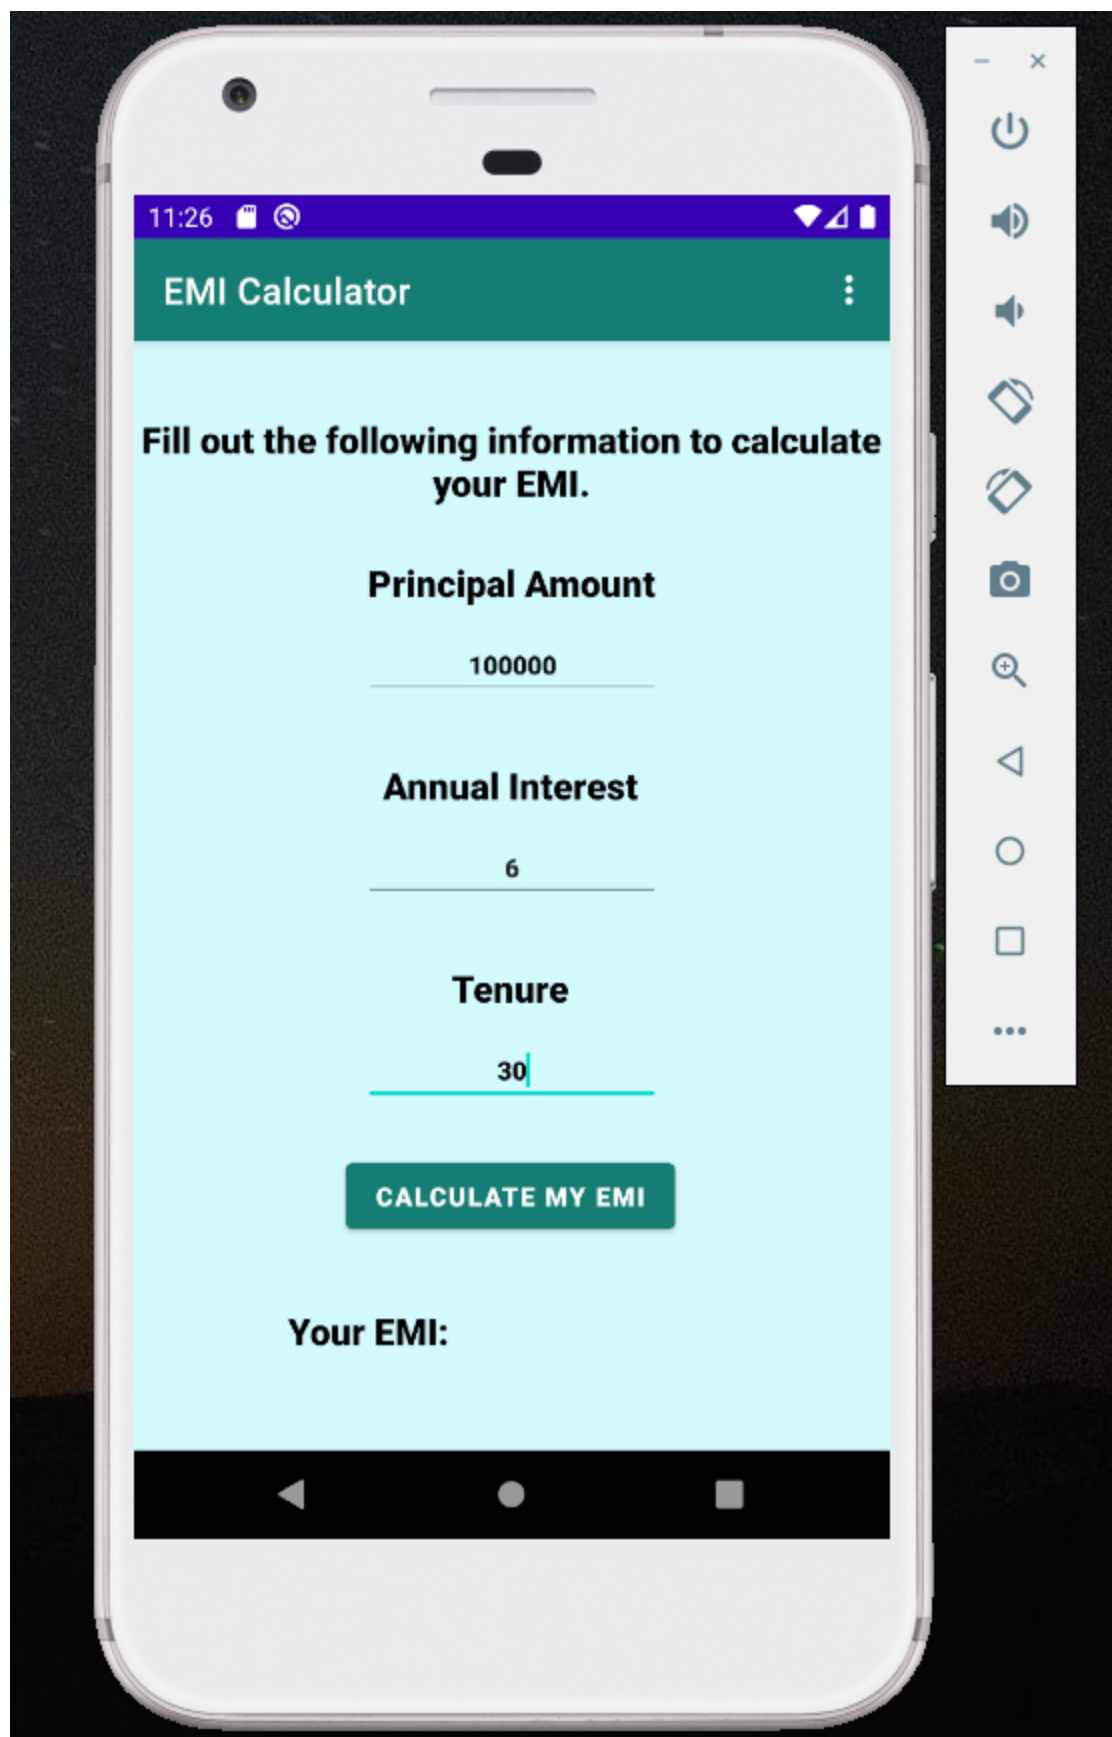 11:26
EMI Calculator
Fill out the following information to calculate
your EMI.
Principal Amount
100000
Annual Interest
6
Tenure
30
CALCULATE MY EMI
Your EMI: